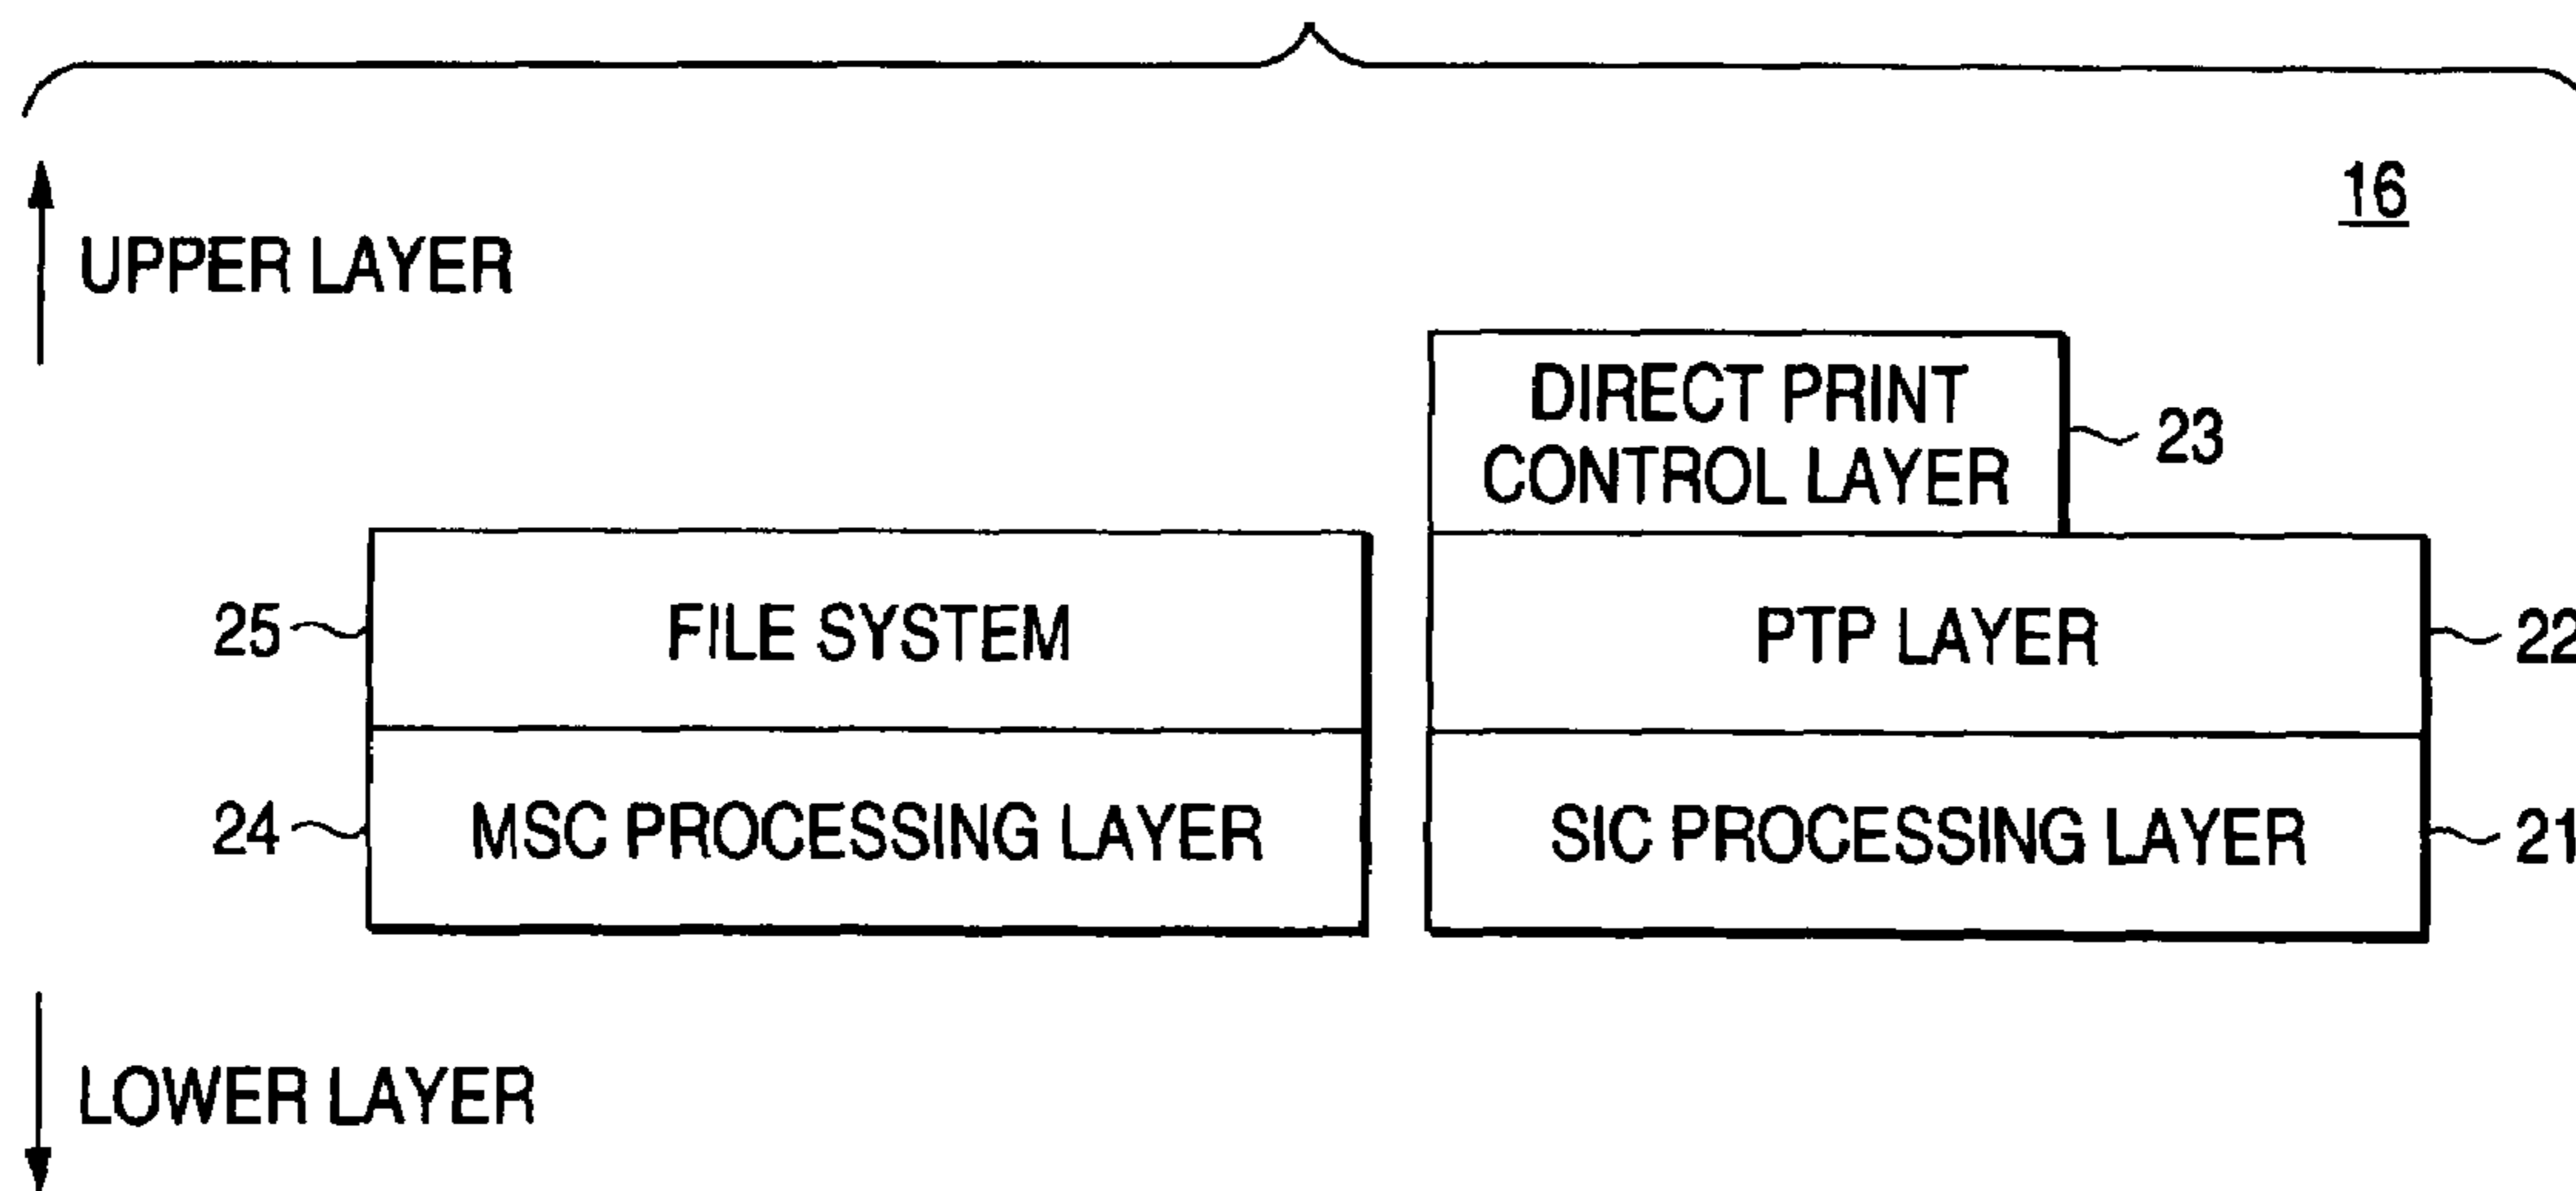 16
UPPER LAYER
DIRECT PRINT
CONTROL LAYER
23
25
FILE SYSTEM
PTP LAYER
22
24
MSC PROCESSING LAYER
SIC PROCESSING LAYER
21
LOWER LAYER